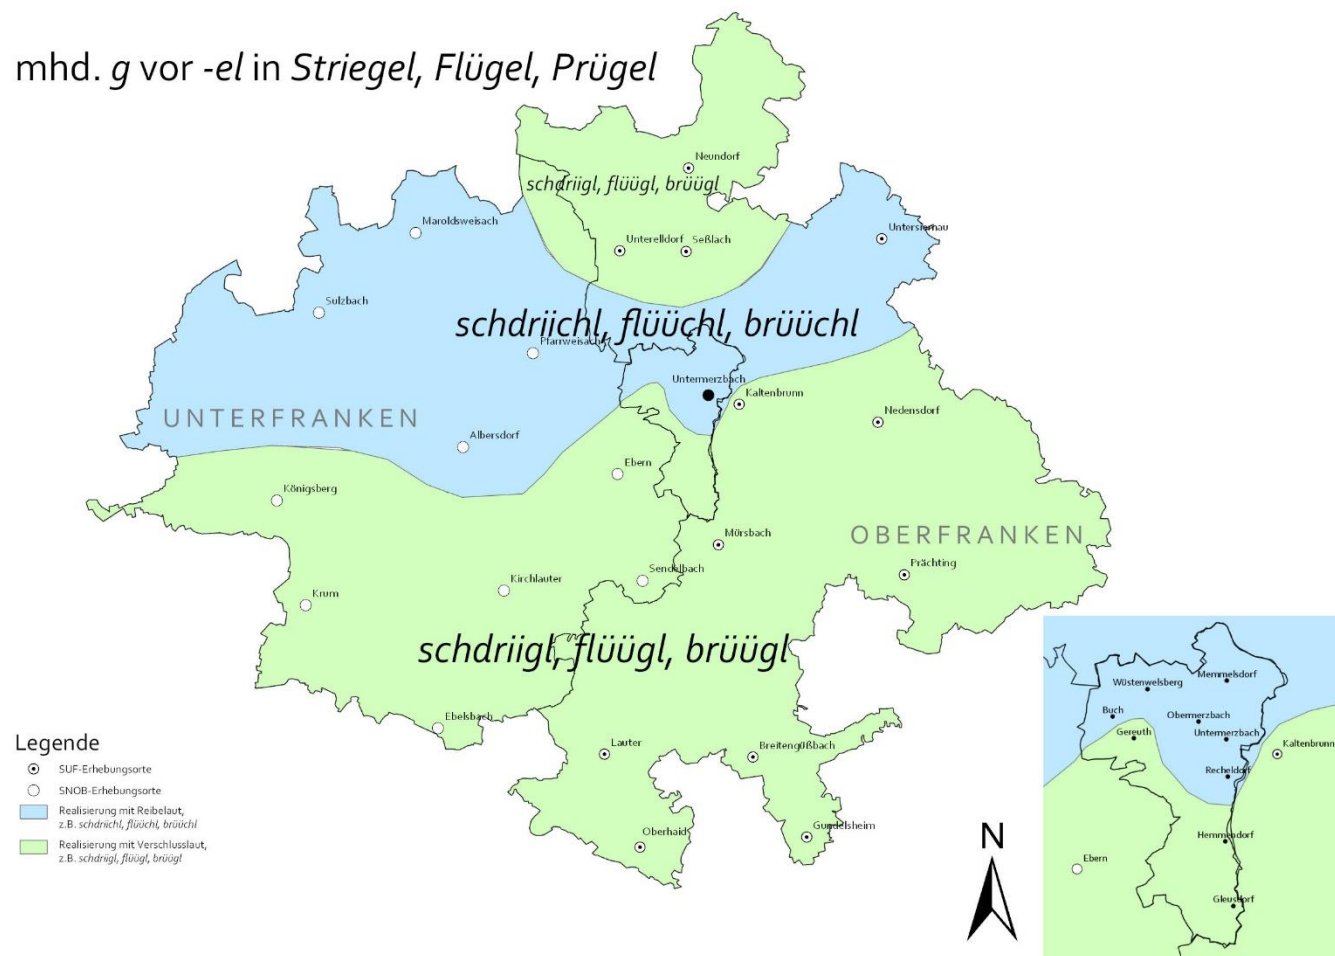 mhd. g vor -el in Striegel, Flügel, Prügel
Neundorf
schdriigl, flüügl, brüügl
Maroldsweisach
Untersiemau
Unterelldorf
Seßlach
Sulzbach
schdriichl, flüüchl, brüüchl
Pfarrweisach
Untermerzbach
Kaltenbrunn
UNTERFRANKEN
Nedensdorf
Albersdorf
Ebern
Königsberg
Mürsbach
OBERFRANKEN
Prächting
Sendelbach
Kirchlauter
Krum
schdriigl, flüügl, brüügl
Ebelsbach
Lauter
Breitengüßbach
Oberhaid
Gundelsheim
Legende
SUF-Erhebungsorte
SNOB-Erhebungsorte
Realisierung mit Reibelaut,
z.B. schdriichl, flüüchl, brüüchl
Realisierung mit Verschlusslaut,
z.B. schdriigl, flüügl, brüügl
N
Memmelsdorf
Wüstenwelsberg
Buch
Obermerzbach
Gereuth
Untermerzbach
Kaltenbrunn
Recheldorf
Hemmendorf
Ebern
Gleusdorf